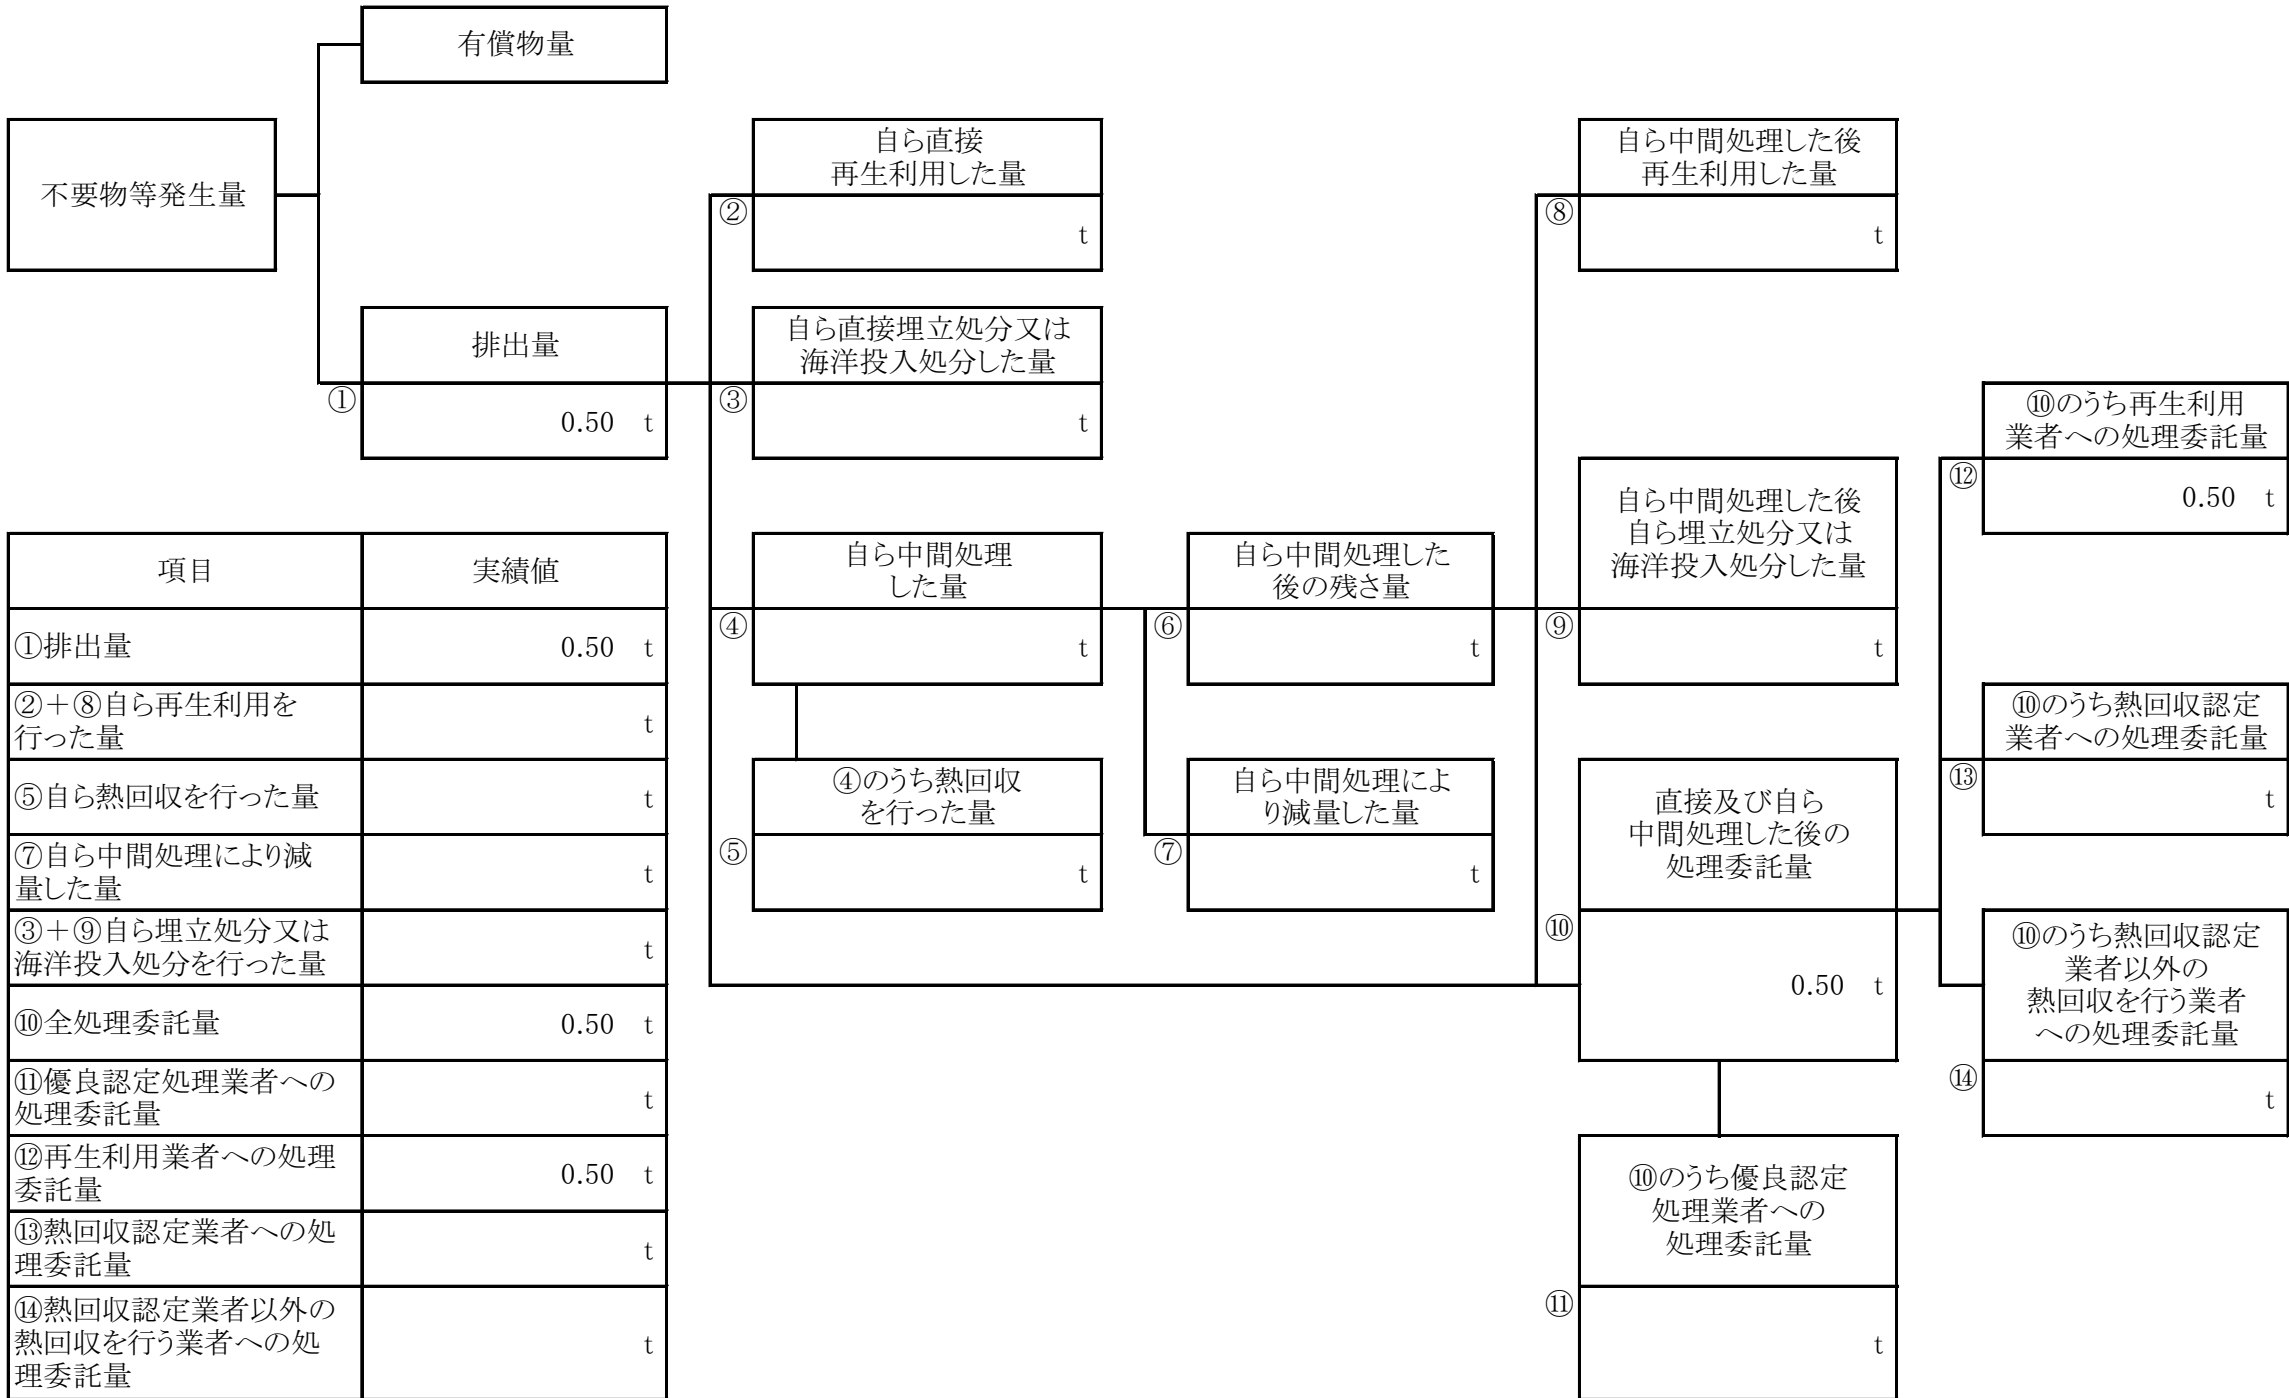 有償物量
不要物等発生量
排出量
①
0.50 t
自ら直接
再生利用した量
②
t
自ら直接埋立処分又は
海洋投入処分した量
③
t
自ら中間処理
した量
④
t
④のうち熱回収
を行った量
⑤
t
自ら中間処理した
後の残さ量
⑥
t
自ら中間処理によ
り減量した量
⑦
t
自ら中間処理した後
再生利用した量
⑧
t
自ら中間処理した後
自ら埋立処分又は
海洋投入処分した量
⑨
t
直接及び自ら
中間処理した後の
処理委託量
⑩
0.50 t
⑩のうち優良認定
処理業者への
処理委託量
⑪
t
⑩のうち再生利用
業者への処理委託量
⑫
0.50 t
⑩のうち熱回収認定
業者への処理委託量
⑬
t
⑩のうち熱回収認定
業者以外の
熱回収を行う業者
への処理委託量
⑭
t
項目 実績値
①排出量 0.50 t
②+⑧自ら再生利用を
行った量
t
⑤自ら熱回収を行った量 t
⑦自ら中間処理により減
量した量
t
③+⑨自ら埋立処分又は
海洋投入処分を行った量
t
⑩全処理委託量 0.50 t
⑪優良認定処理業者への
処理委託量
t
⑫再生利用業者への処理
委託量
0.50 t
⑬熱回収認定業者への処
理委託量
t
⑭熱回収認定業者以外の
熱回収を行う業者への処
理委託量
t